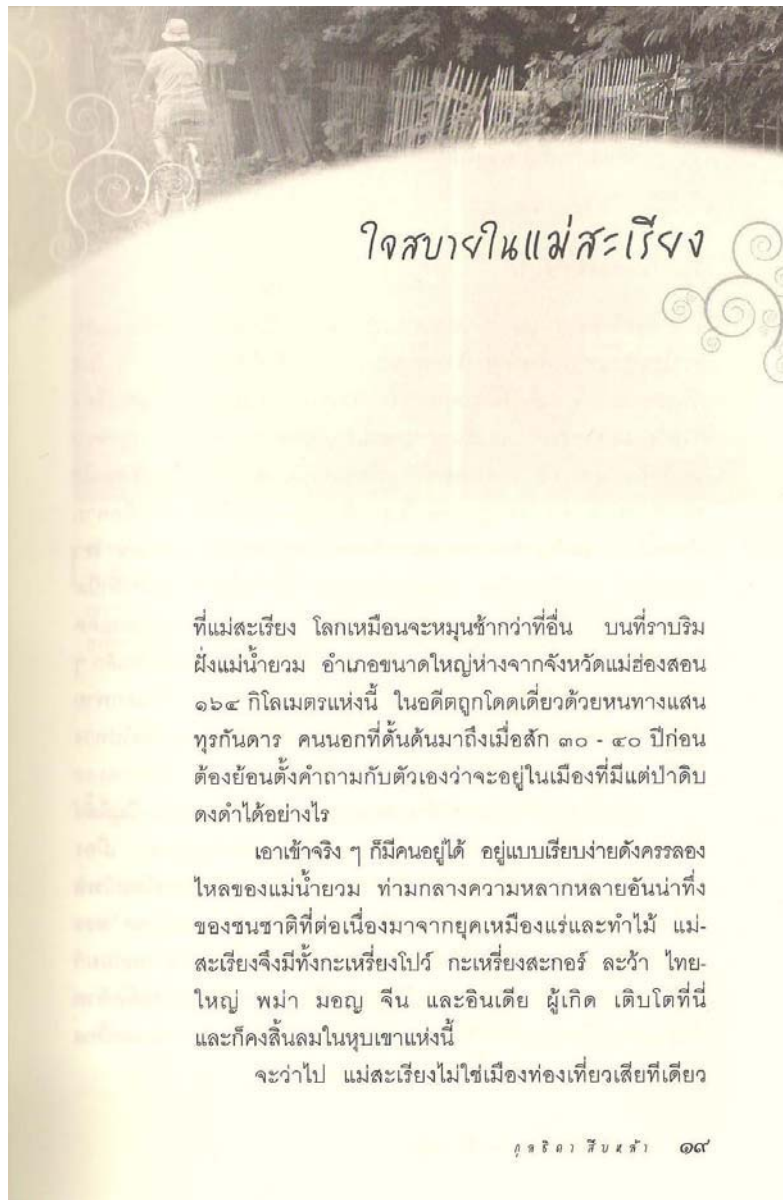 ใจสบายในแม่สะเรียง
ที่แม่สะเรียง โลกเหมือนจะหมุนช้ากว่าที่อื่น บนที่ราบริม
ฝั่งแม่น้ำยวม อำเภอขนาดใหญ่ห่างจากจังหวัดแม่ฮ่องสอน
๑๖๔ กิโลเมตรแห่งนี้ ในอดีตถูกโดดเดี่ยวด้วยหนทางแสน
ทุรกันดาร คนนอกที่ดั้นด้นมาถึงเมื่อสัก ๓๐ - ๔๐ ปีก่อน
ต้องย้อนตั้งคำถามกับตัวเองว่าจะอยู่ในเมืองที่มีแต่ป่าดิบ
ดงดำได้อย่างไร
เอาเข้าจริง ๆ ก็มีคนอยู่ได้ อยู่แบบเรียบง่ายดังครรลอง
ไหลของแม่น้ำยวม ท่ามกลางความหลากหลายอันน่าทึ่ง
ของชนชาติที่ต่อเนื่องมาจากยุคเหมืองแร่และทำไม้ แม่-
สะเรียงจึงมีทั้งกะเหรี่ยงโปว์ กะเหรี่ยงสะกอร์ ละว้า ไทย-
ใหญ่ พม่า มอญ จีน และอินเดีย ผู้เกิด เติบโตที่นี่
และก็คงสิ้นลมในหุบเขาแห่งนี้
จะว่าไป แม่สะเรียงไม่ใช่เมืองท่องเที่ยวเสียทีเดียว
กุลธิดา สืบหล้า ๑๙